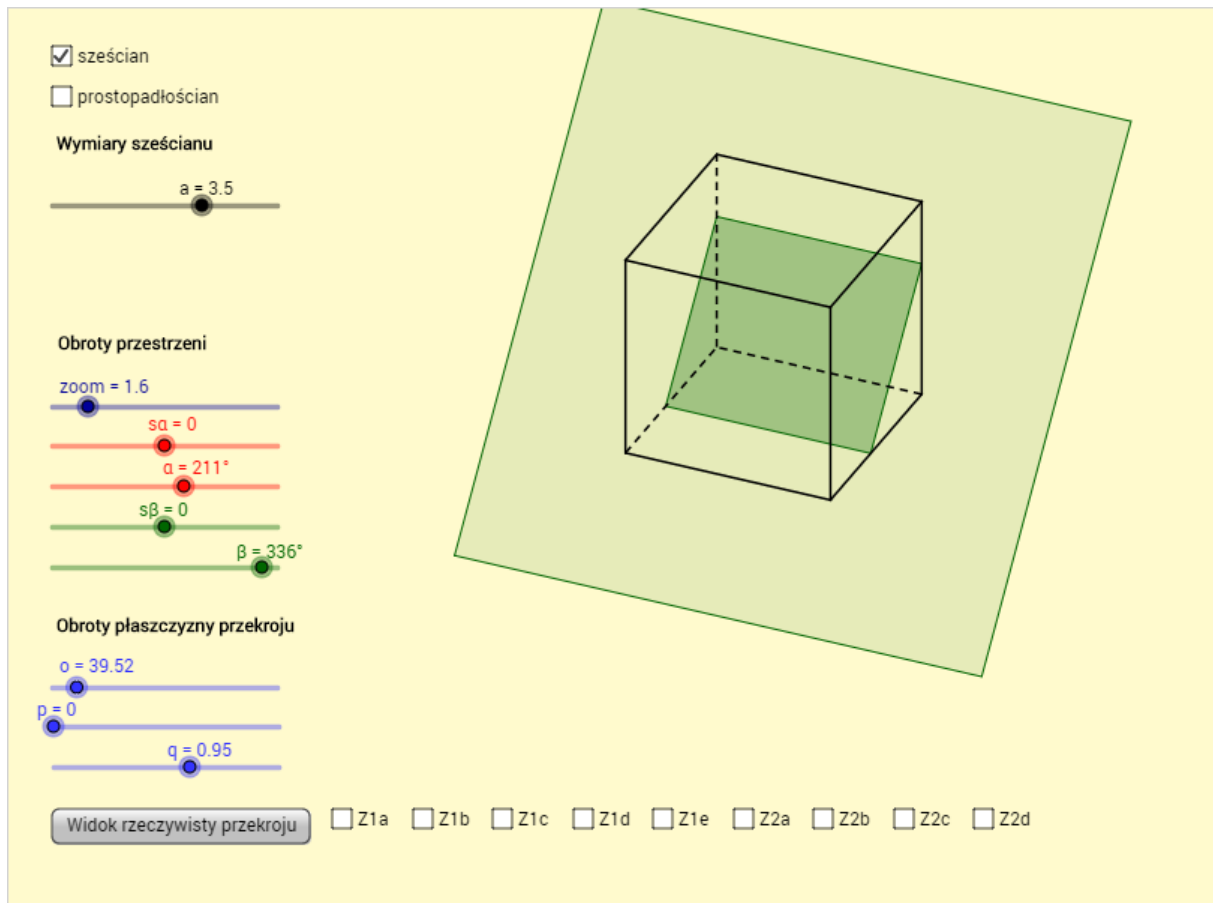 sześcian
prostopadłościan
Wymiary sześcianu
a = 3.5
Obroty przestrzeni
zoom = 1.6
sα = 0
α = 211°
sβ = 0
β = 336°
Obroty płaszczyzny przekroju
o = 39.52
p = 0
q = 0.95
Widok rzeczywisty przekroju Z1a Z1b Z1c Z1d Z1e Z2a Z2b Z2c Z2d